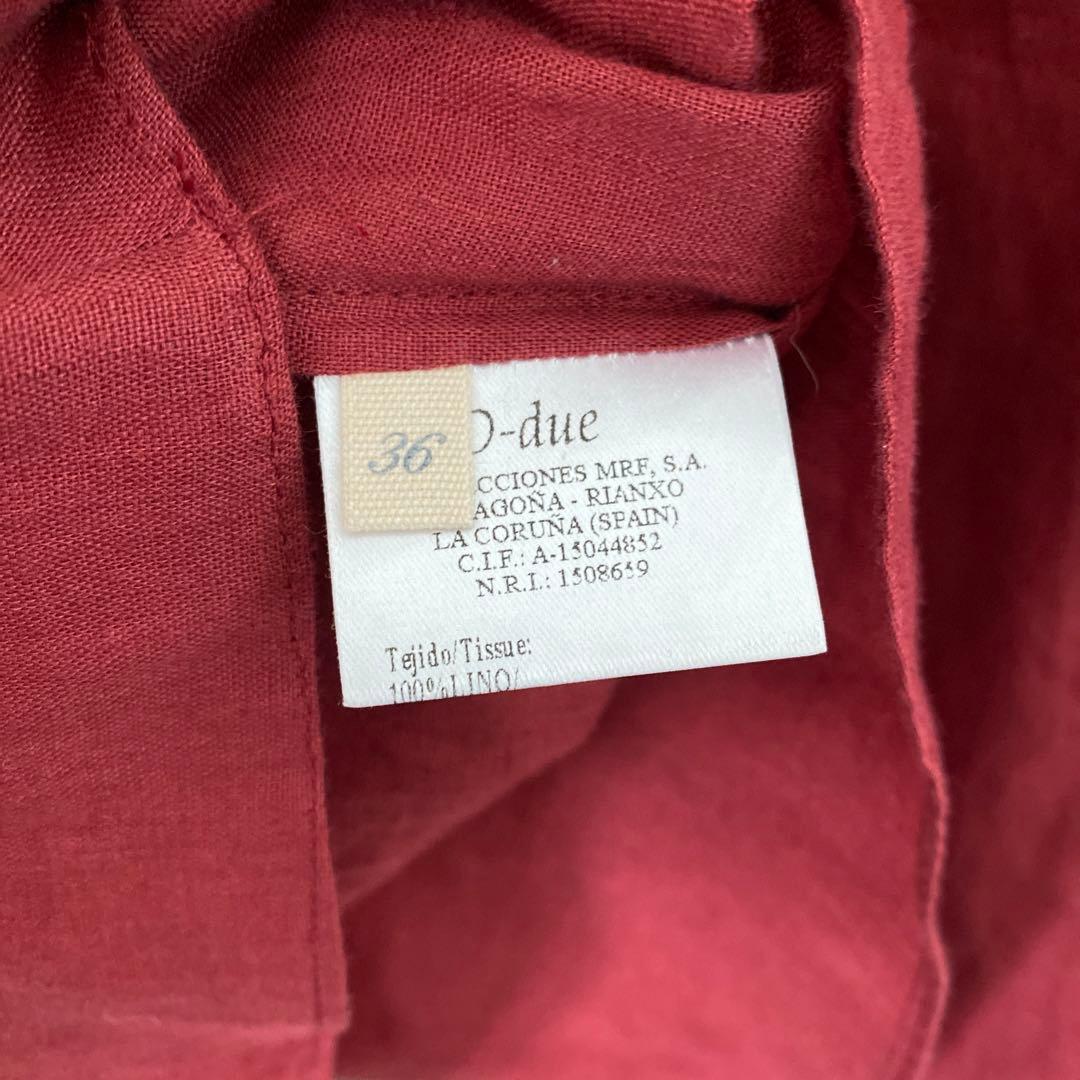 36
-due
CCIONES MRF, S.A.
AGOÑA - RIANXO
LA CORUÑA (SPAIN)
C.I.F.: A-15044852
N.R.I.: 1508659
Tejido/Tissue:
100%LINO/